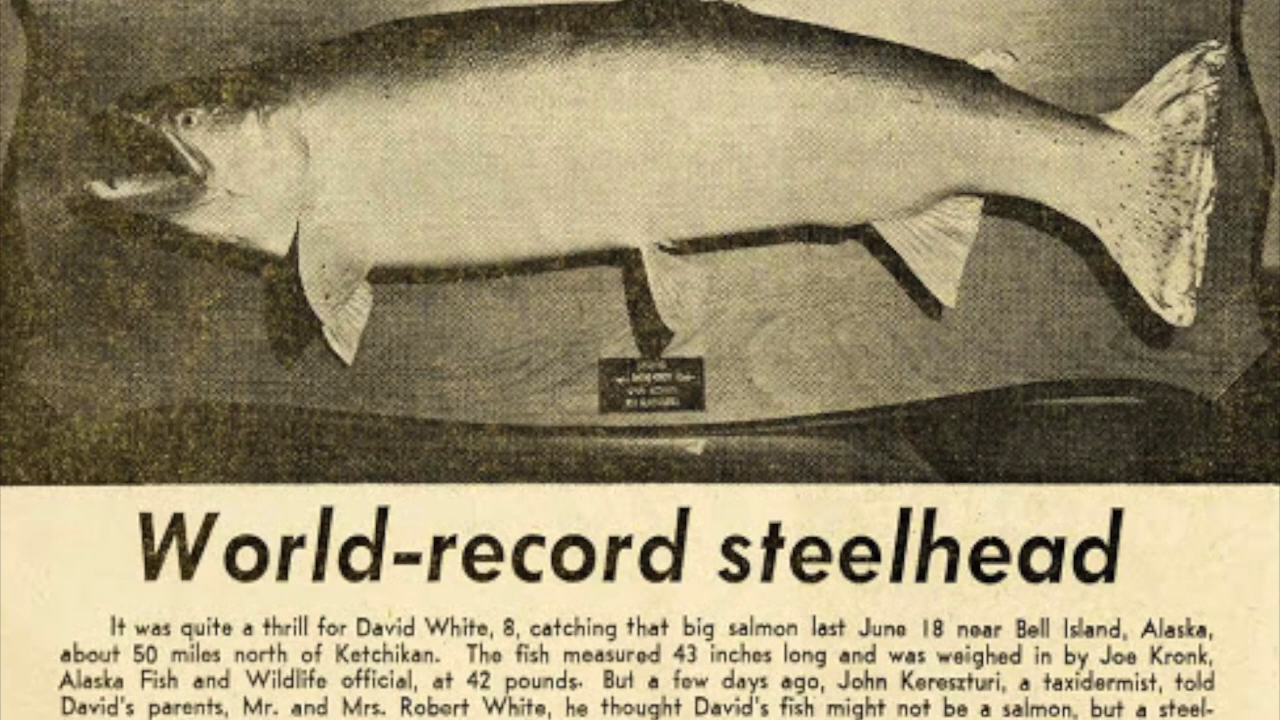 World-record steelhead
It was quite a thrill for David White, 8, catching that big salmon last June 18 near Bell Island, Alaska,
about 50 miles north of Ketchikan. The fish measured 43 inches long and was weighed in by Joe Kronk,
Alaska Fish and Wildlife official, at 42 pounds. But a few days ago, John Kereszturi, a taxidermist, told
David's parents, Mr. and Mrs. Robert White, he thought David's fish might not be a salmon, but a steel-